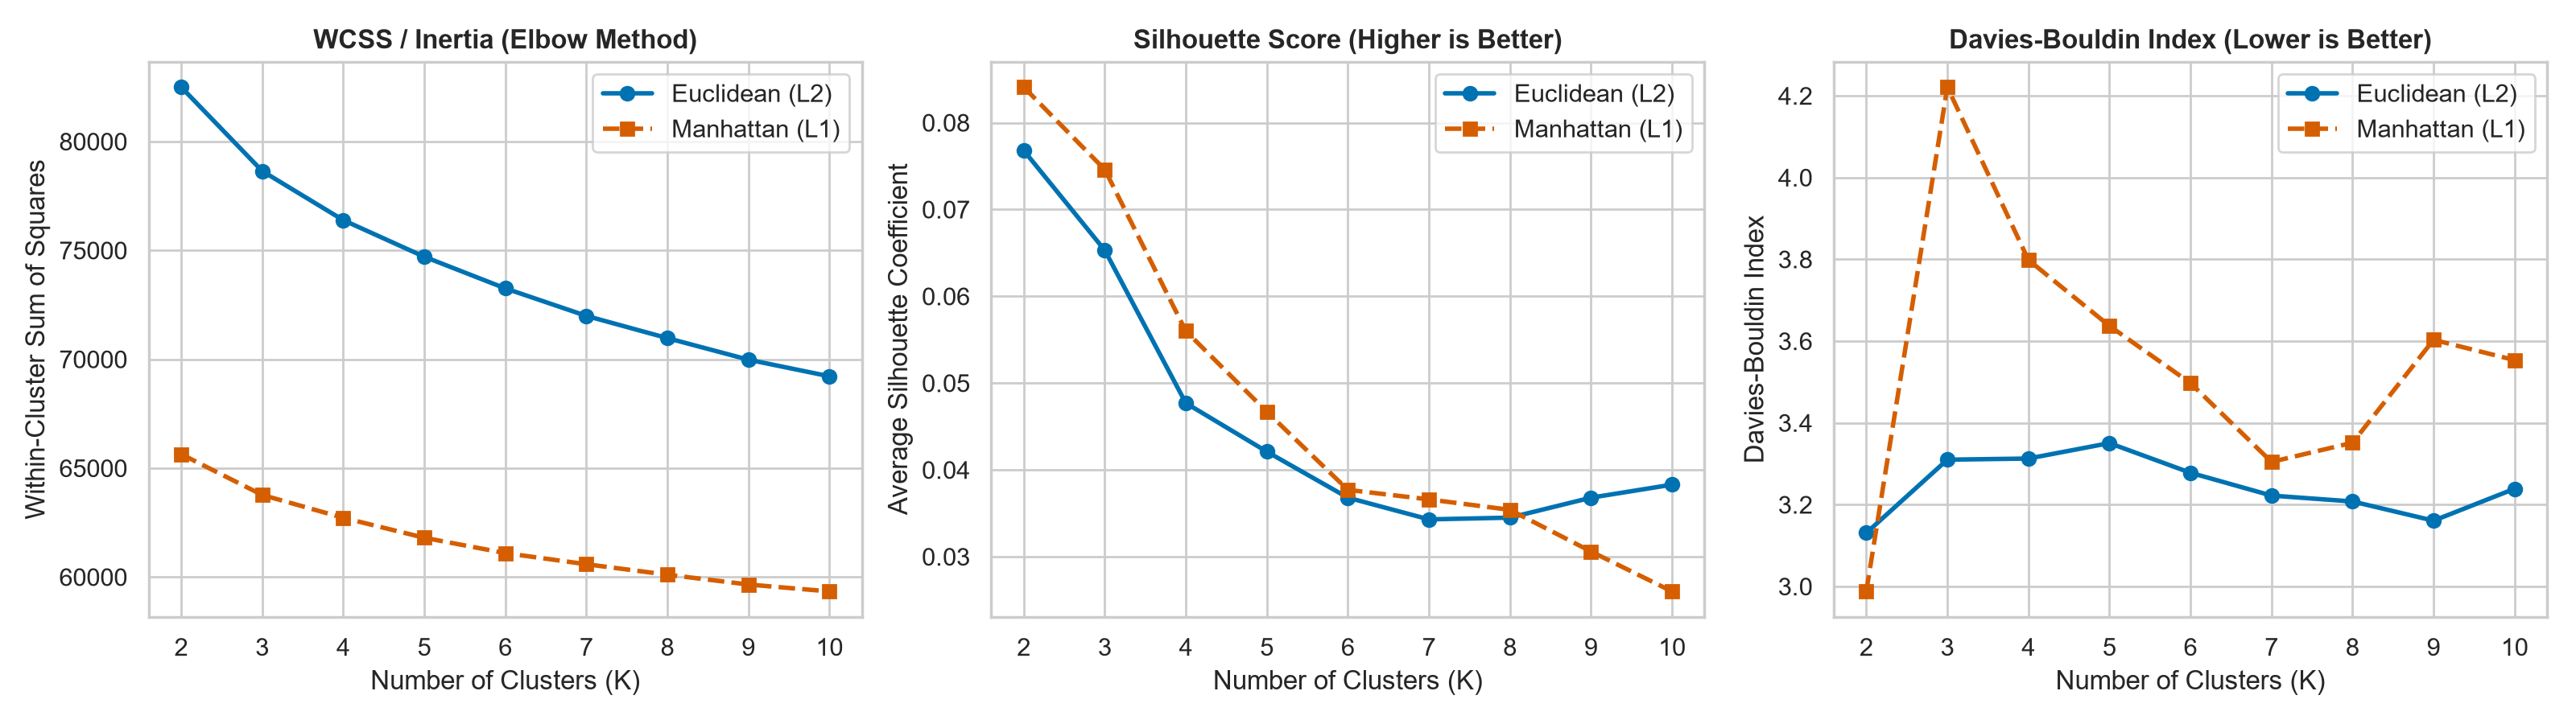 WCSS / Inertia (Elbow Method)
Within-Cluster Sum of Squares
80000
75000
70000
65000
60000
Euclidean (L2)
Manhattan (L1)
2 3 4 5 6 7 8 9 10
Number of Clusters (K)
Silhouette Score (Higher is Better)
Average Silhouette Coefficient
0.08
0.07
0.06
0.05
0.04
0.03
Euclidean (L2)
Manhattan (L1)
2 3 4 5 6 7 8 9 10
Number of Clusters (K)
Davies-Bouldin Index (Lower is Better)
Davies-Bouldin Index
4.2
4.0
3.8
3.6
3.4
3.2
3.0
Euclidean (L2)
Manhattan (L1)
2 3 4 5 6 7 8 9 10
Number of Clusters (K)